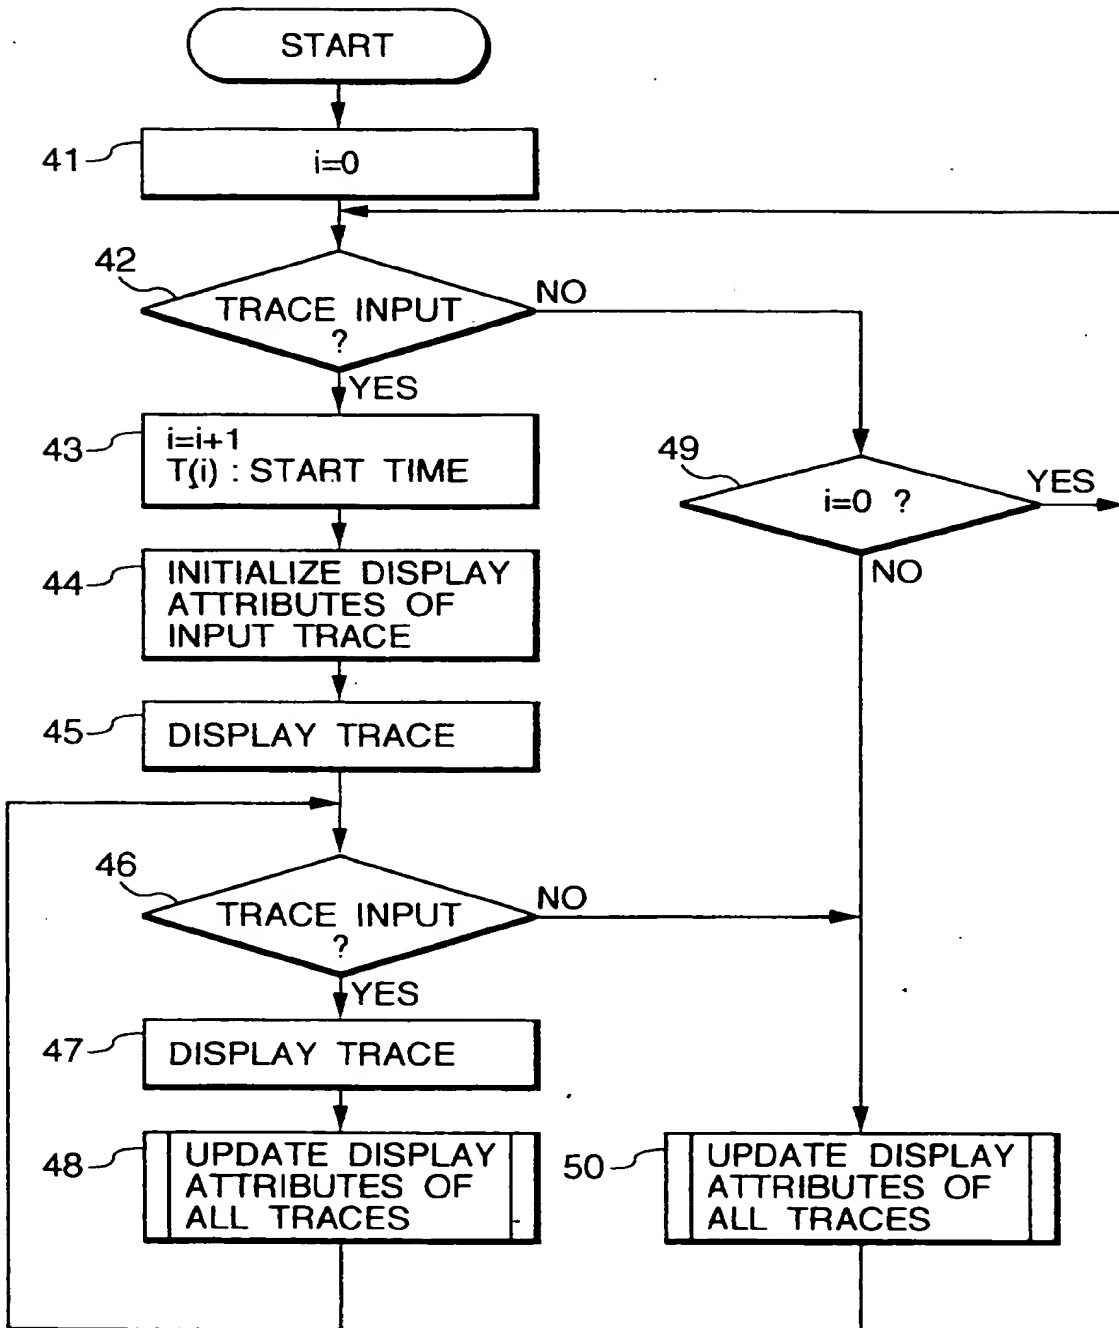 START
41
i=0
42
TRACE INPUT
?
NO
YES
43
i=i+1
T(i) : START TIME
49
i=0 ?
YES
NO
44
INITIALIZE DISPLAY
ATTRIBUTES OF
INPUT TRACE
45
DISPLAY TRACE
46
TRACE INPUT
?
NO
YES
47
DISPLAY TRACE
48
UPDATE DISPLAY
ATTRIBUTES OF
ALL TRACES
50
UPDATE DISPLAY
ATTRIBUTES OF
ALL TRACES